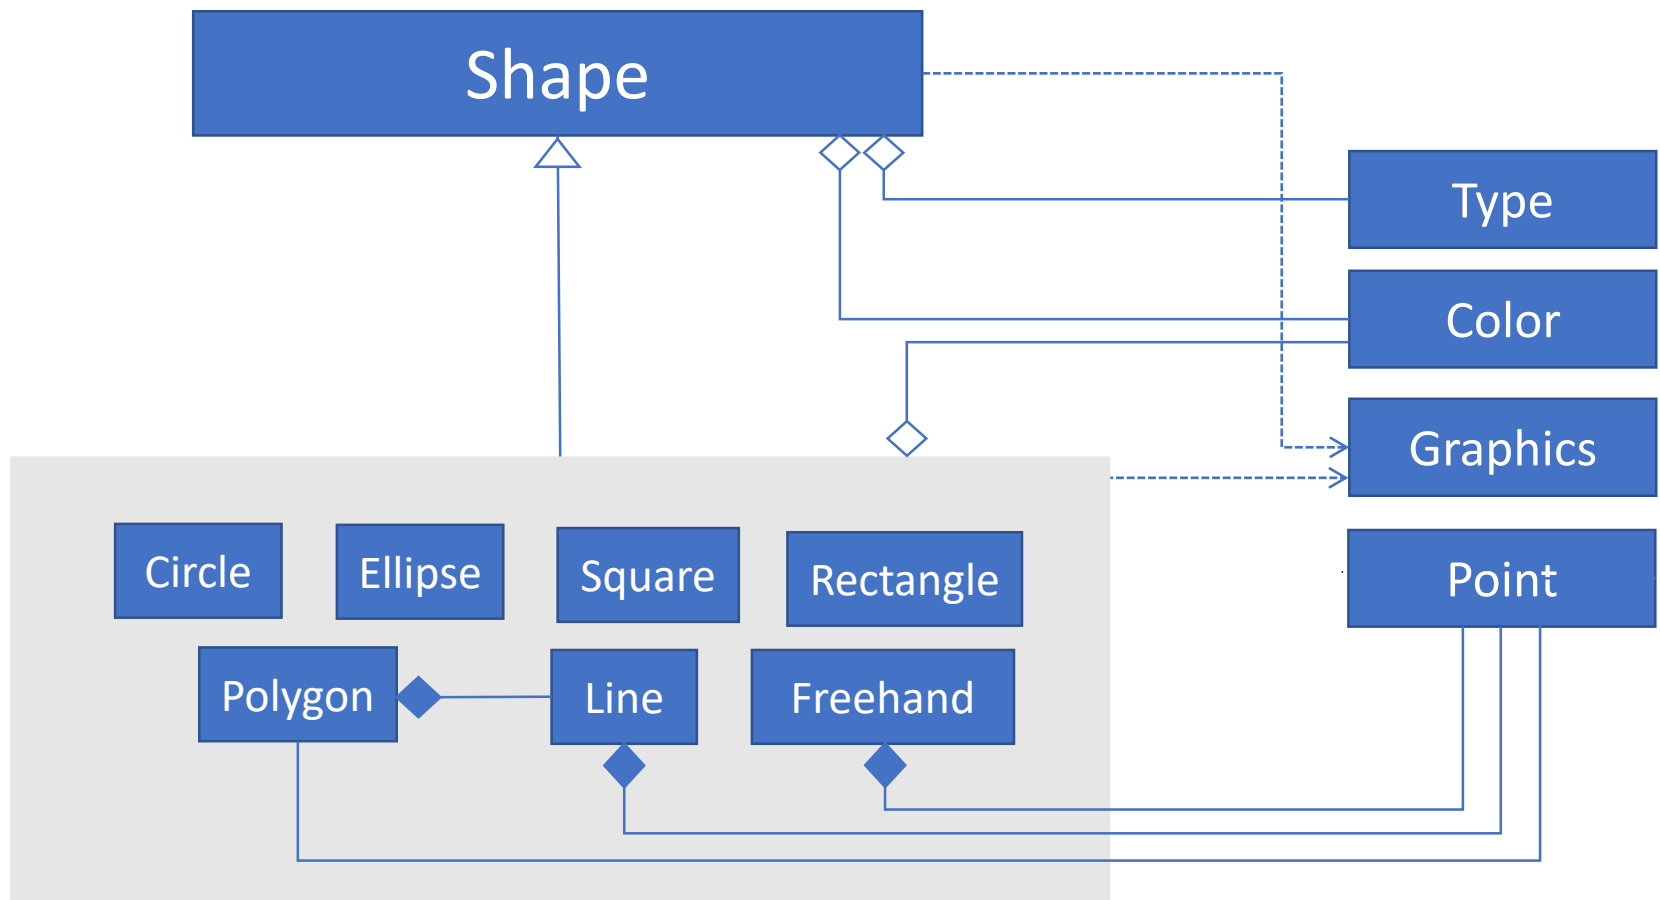 Shape
Type
Color
Graphics
Circle
Ellipse
Square
Rectangle
Point
Polygon
Line
Freehand